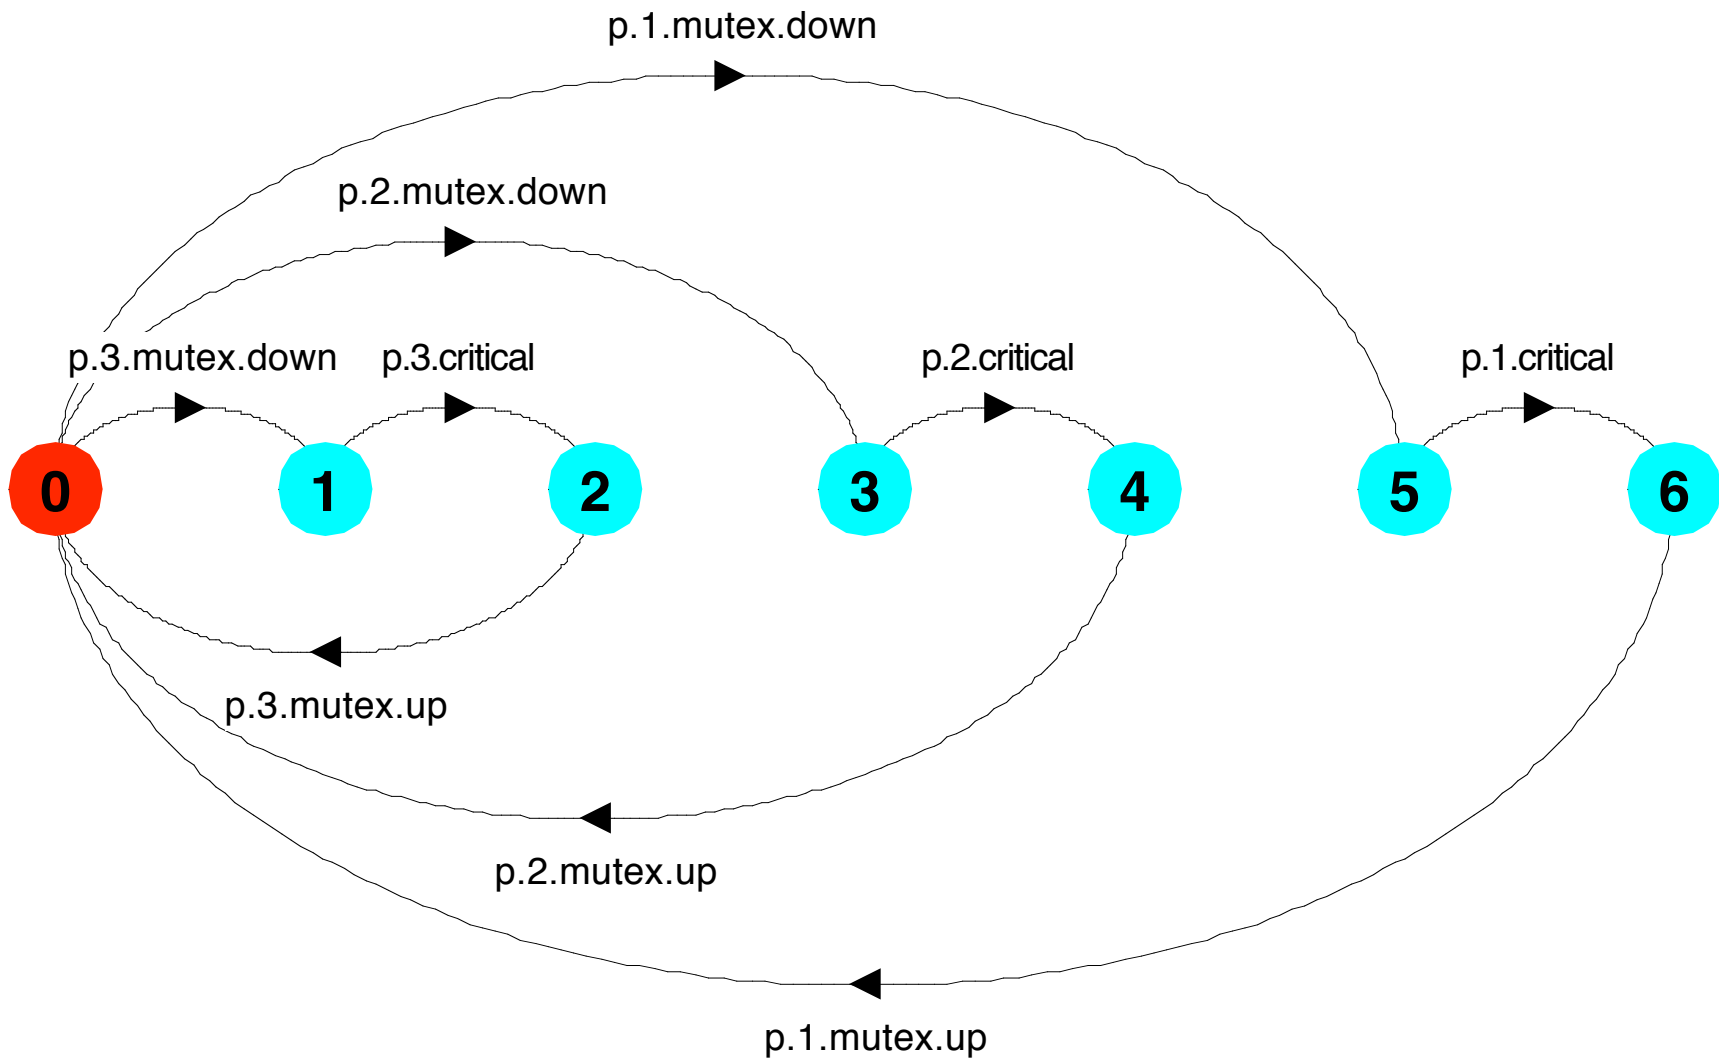 p.1.mutex.down
p.2.mutex.down
p.3.mutex.down p.3.critical p.2.critical p.1.critical
0 1 2 3 4 5 6
p.3.mutex.up
p.2.mutex.up
p.1.mutex.up